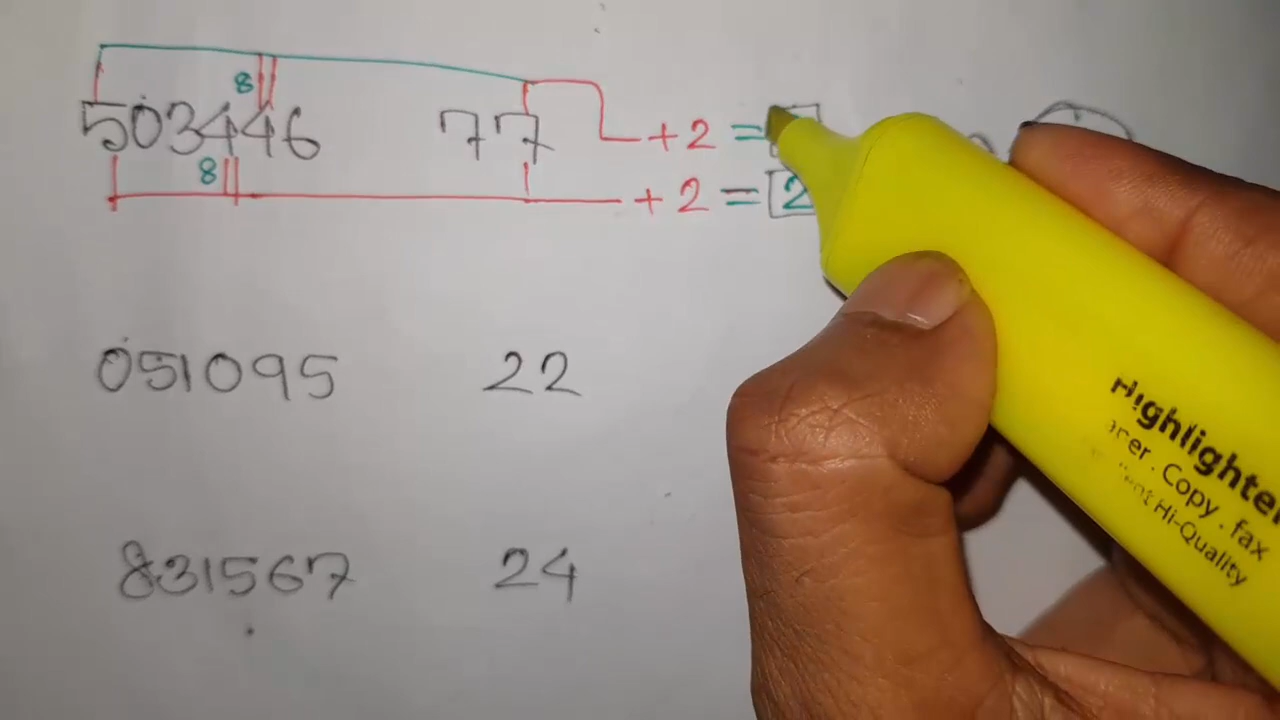 8
503446 77 + 2 =
8 + 2 = 2
051095 22
831567 24
Highlighter
Copy . fax
Hi-Quality